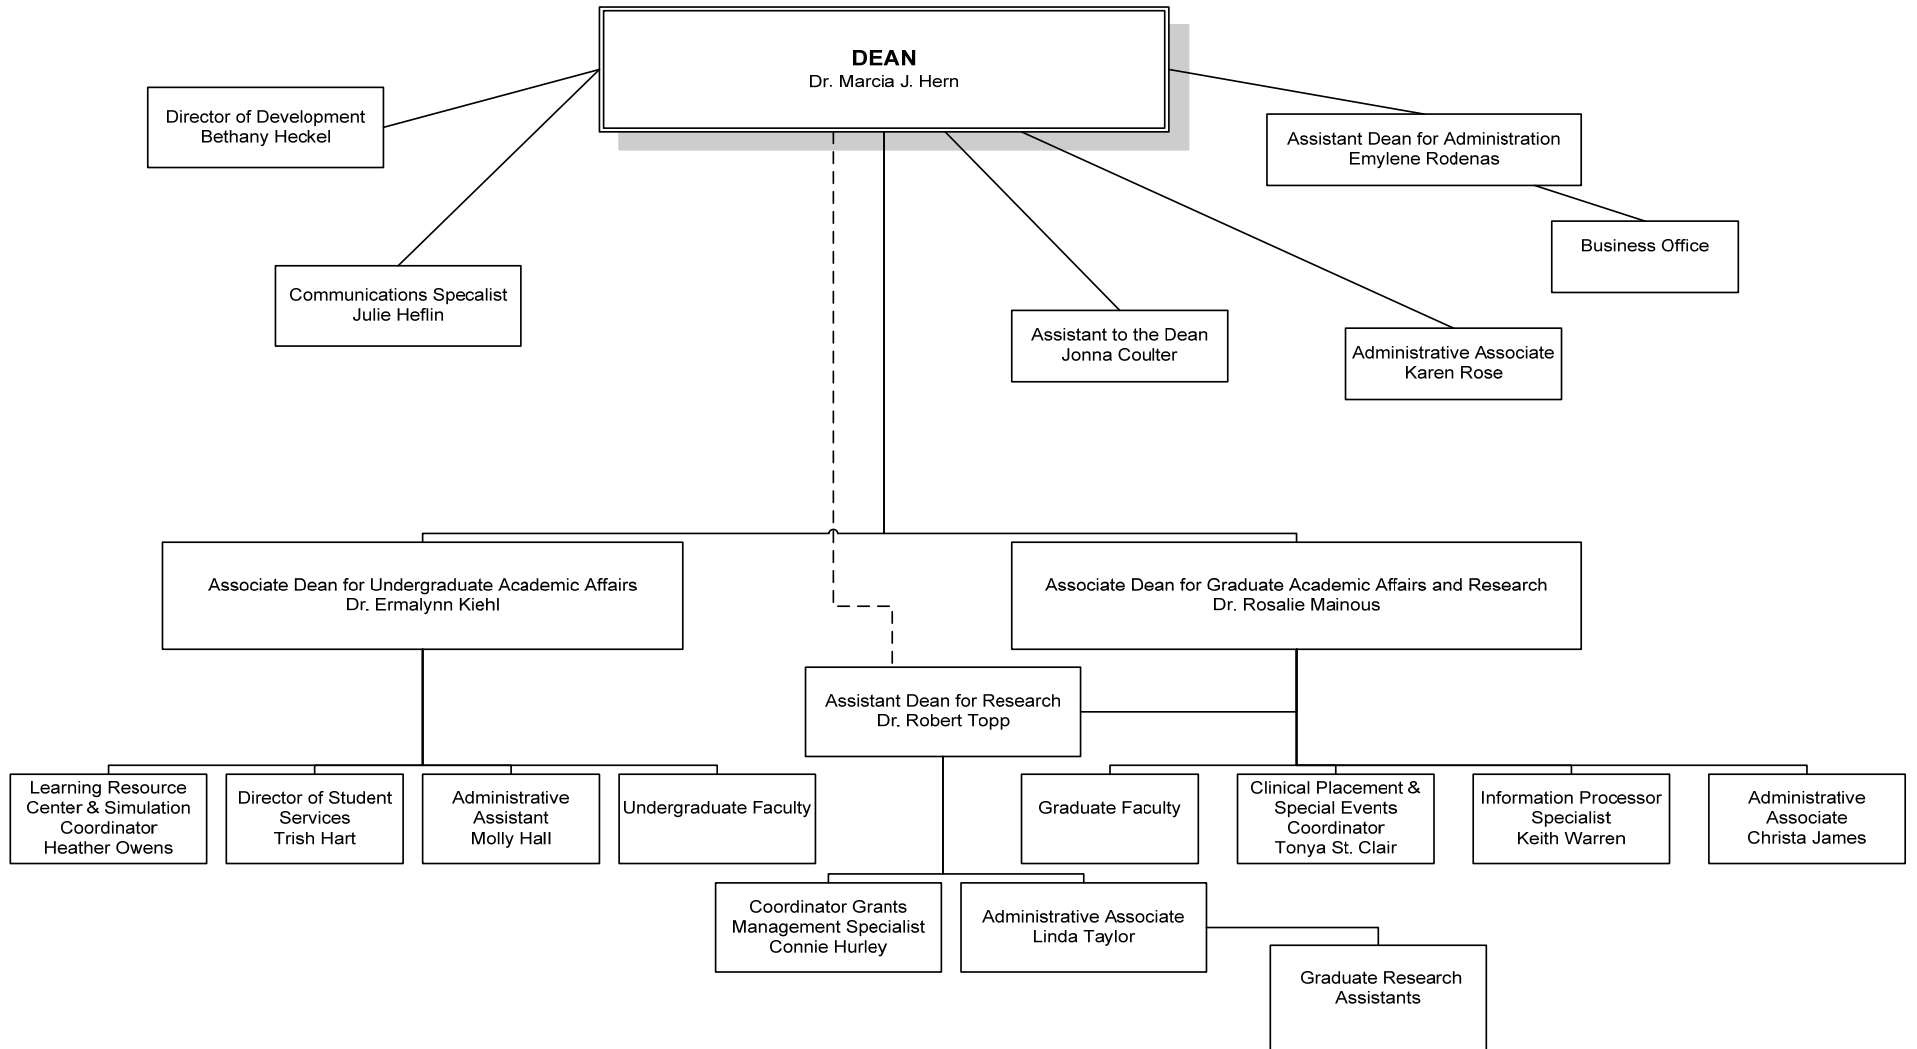 DEAN
Dr. Marcia J. Hern
Director of Development
Bethany Heckel
Assistant Dean for Administration
Emylene Rodenas
Business Office
Communications Specalist
Julie Heflin
Assistant to the Dean
Jonna Coulter
Administrative Associate
Karen Rose
Associate Dean for Undergraduate Academic Affairs
Dr. Ermalynn Kiehl
Associate Dean for Graduate Academic Affairs and Research
Dr. Rosalie Mainous
Assistant Dean for Research
Dr. Robert Topp
Learning Resource
Center & Simulation
Coordinator
Heather Owens
Director of Student
Services
Trish Hart
Administrative
Assistant
Molly Hall
Undergraduate Faculty
Graduate Faculty
Clinical Placement &
Special Events
Coordinator
Tonya St. Clair
Information Processor
Specialist
Keith Warren
Administrative
Associate
Christa James
Coordinator Grants
Management Specialist
Connie Hurley
Administrative Associate
Linda Taylor
Graduate Research
Assistants